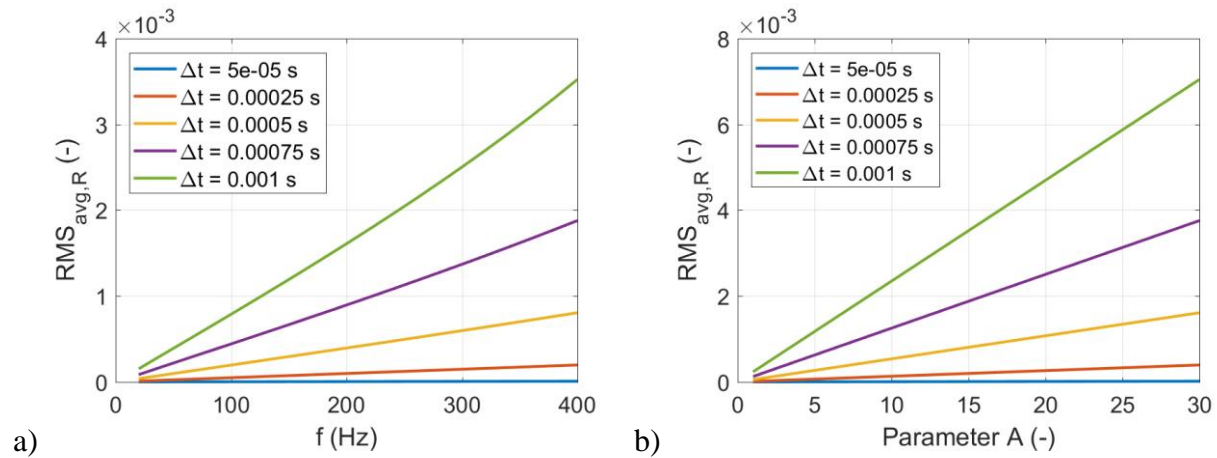 ×10⁻³
4
3
2
1
0
RMS_avg,R (-)
Δt = 5e-05 s
Δt = 0.00025 s
Δt = 0.0005 s
Δt = 0.00075 s
Δt = 0.001 s
0 100 200 300 400
f (Hz)
a)
×10⁻³
8
6
4
2
0
RMS_avg,R (-)
Δt = 5e-05 s
Δt = 0.00025 s
Δt = 0.0005 s
Δt = 0.00075 s
Δt = 0.001 s
0 5 10 15 20 25 30
Parameter A (-)
b)